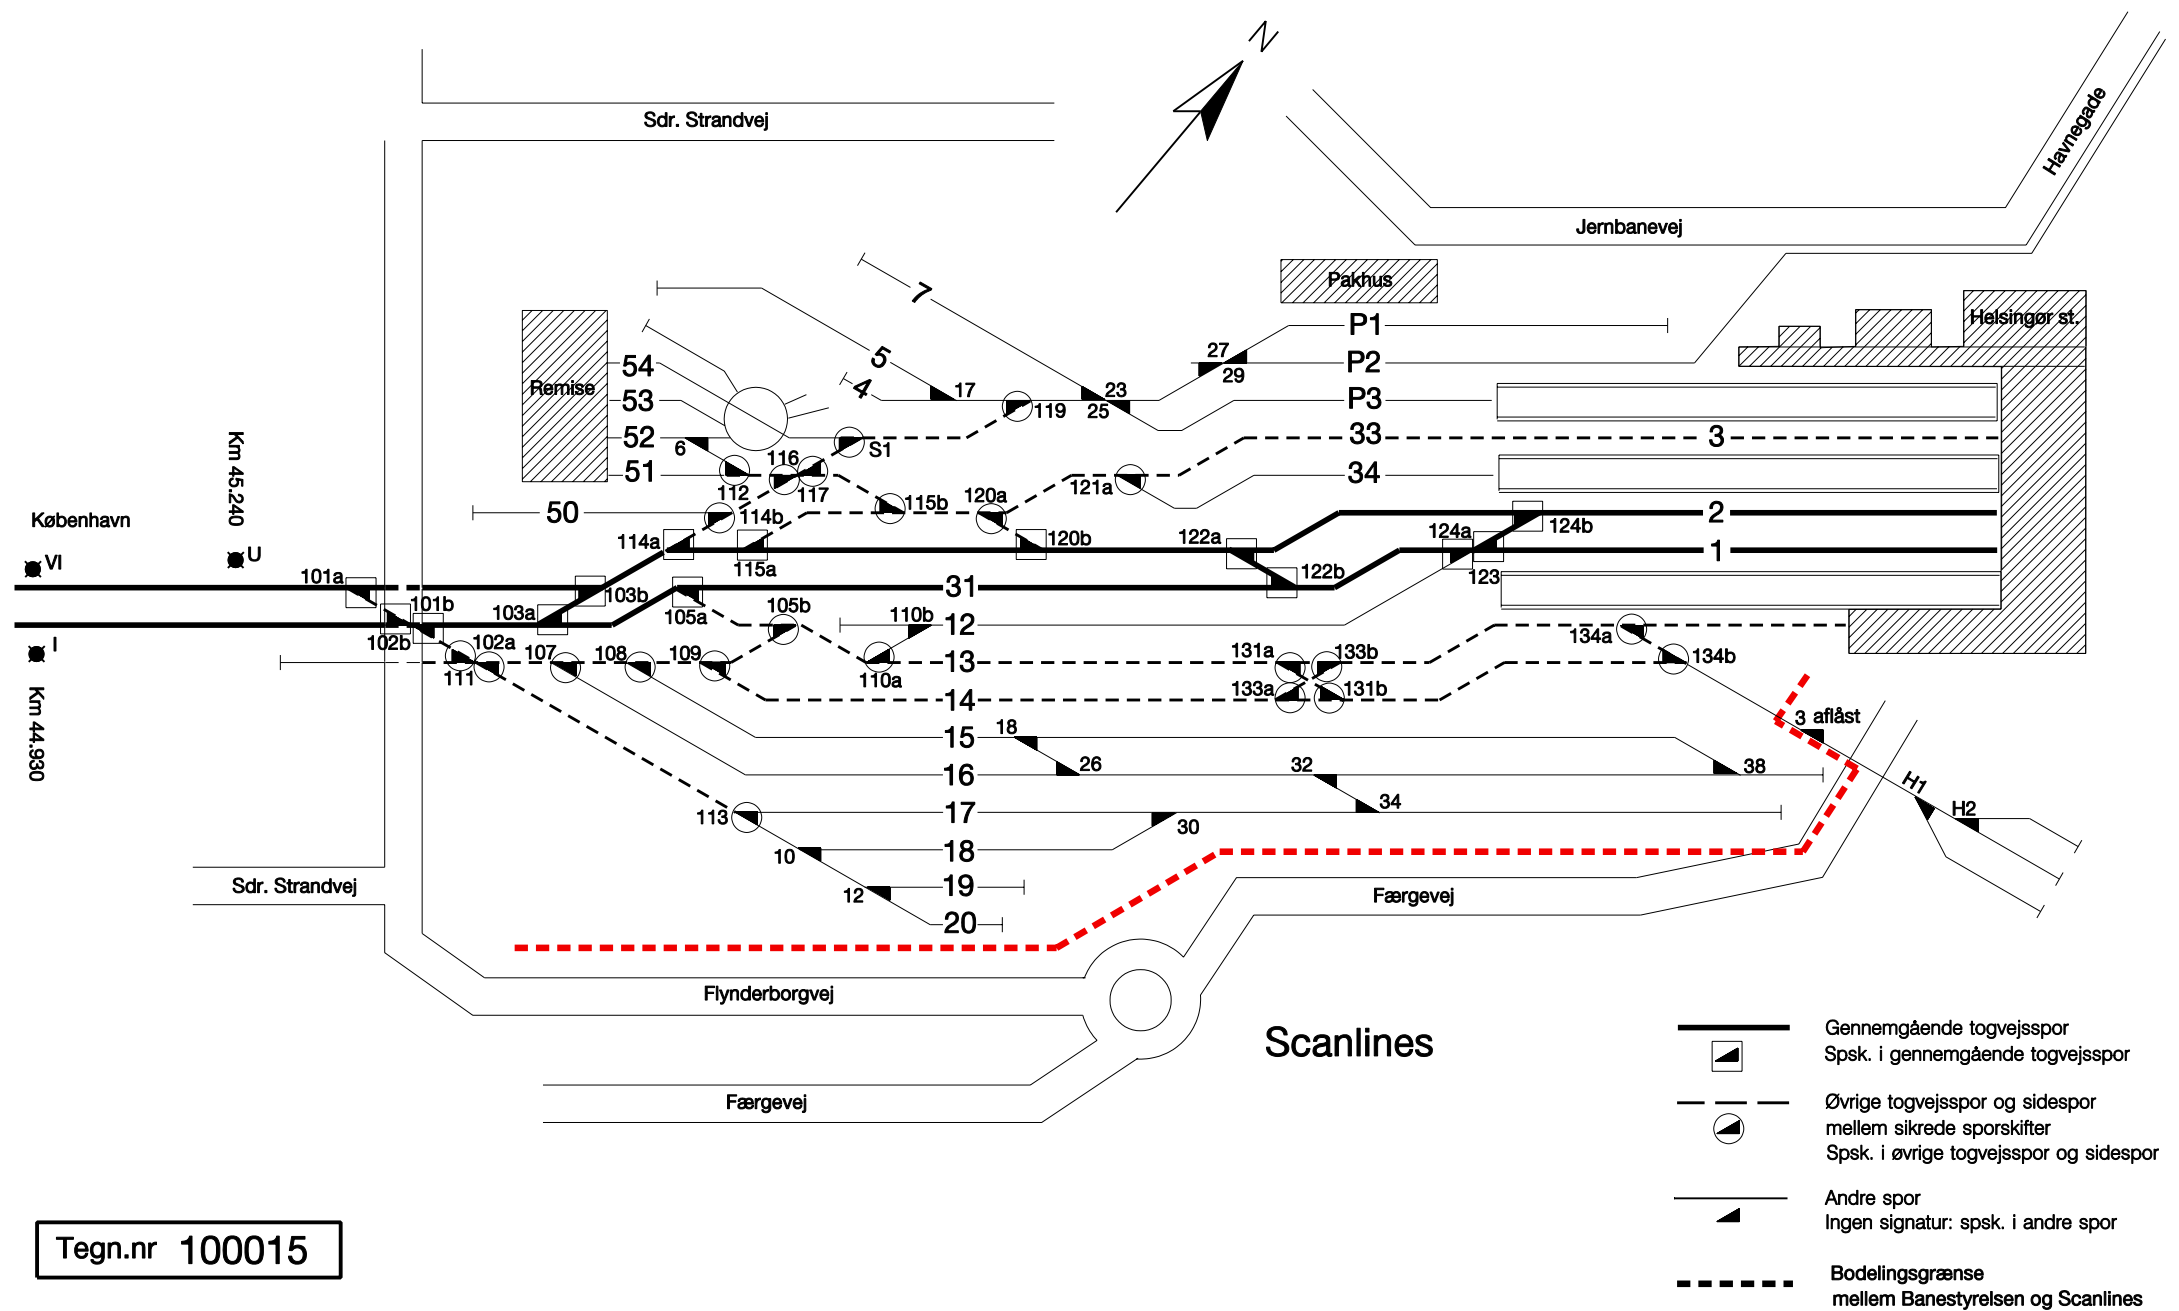 N
Sdr. Strandvej
Havnegade
Jernbanevej
Pakhus
Helsingør st.
7
P1
27
P2
29
5
4
54
Remise
53
52
51
50
17
119
23
25
P3
33
3
S1
6
116
112
117
115b
120a
121a
34
Km 45.240
København
VI
U
114b
114a
115a
120b
122a
124a
124b
2
1
123
101a
101b
103b
103a
31
122b
105a
105b
110b
12
I
102b
102a
107
108
109
111
110a
13
131a
133b
134a
134b
Km 44.930
14
133a
131b
3 aflåst
15
18
16
26
32
38
113
17
34
30
H1
H2
10
18
12
19
20
Sdr. Strandvej
Færgevej
Flynderborgvej
Scanlines
Færgevej
Gennemgående togvejsspor
Spsk. i gennemgående togvejsspor
Øvrige togvejsspor og sidespor
mellem sikrede sporskifter
Spsk. i øvrige togvejsspor og sidespor
Andre spor
Ingen signatur: spsk. i andre spor
Bodelingsgrænse
mellem Banestyrelsen og Scanlines
Tegn.nr 100015